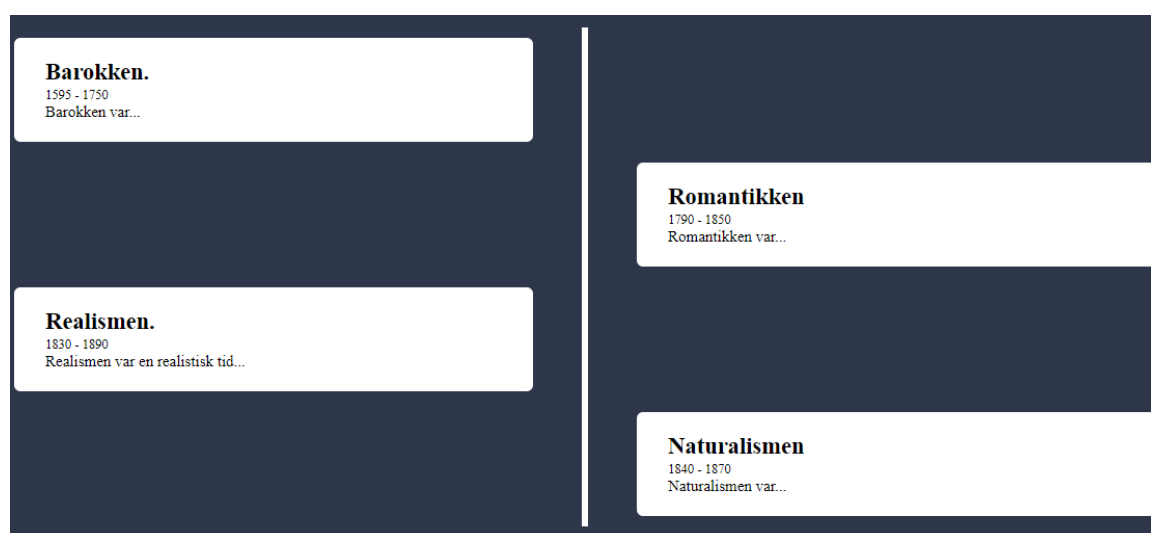 Barokken.
1595 - 1750
Barokken var...
Romantikken
1790 - 1850
Romantikken var...
Realismen.
1830 - 1890
Realismen var en realistisk tid...
Naturalismen
1840 - 1870
Naturalismen var...